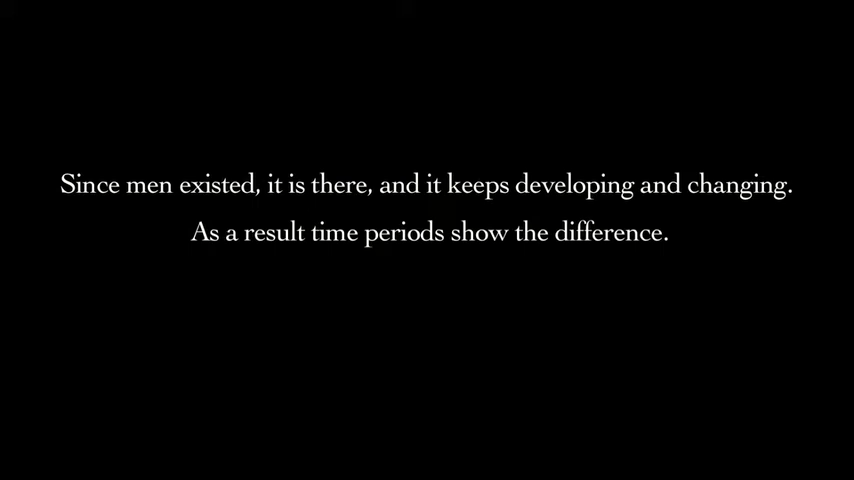 Since men existed, it is there, and it keeps developing and changing.
As a result time periods show the difference.